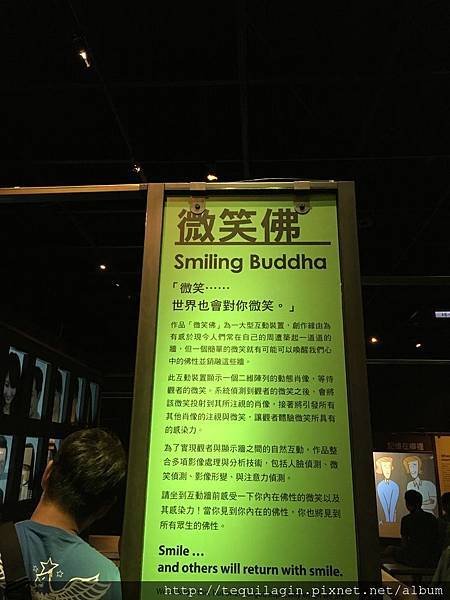 微笑佛
Smiling Buddha
「微笑……
世界也會對你微笑。」
作品「微笑佛」為一大型互動裝置，創作緣由為
有感於現今人們常在自己的周遭築起一道道的
牆，但一個簡單的微笑就有可能可以喚醒我們心
中的佛性並銷融這些牆。
此互動裝置顯示一個二維陣列的動態肖像，等待
觀者的微笑。系統偵測到觀者的微笑之後，會將
該微笑投射到其所注視的肖像，接著將引發所有
其他肖像的注視與微笑，讓觀者體驗微笑所具有
的感染力。
為了實現觀者與顯示牆之間的自然互動，作品整
合多項影像處理與分析技術，包括人臉偵測、微
笑偵測、影像形變、與注意力偵測。
請坐到互動牆前感受一下你內在佛性的微笑以及
其感染力！當你見到你內在的佛性，你也將見到
所有眾生的佛性。
Smile ...
and others will return with smile.
記憶在哪裡
http://tequilagin.pixnet.net/album